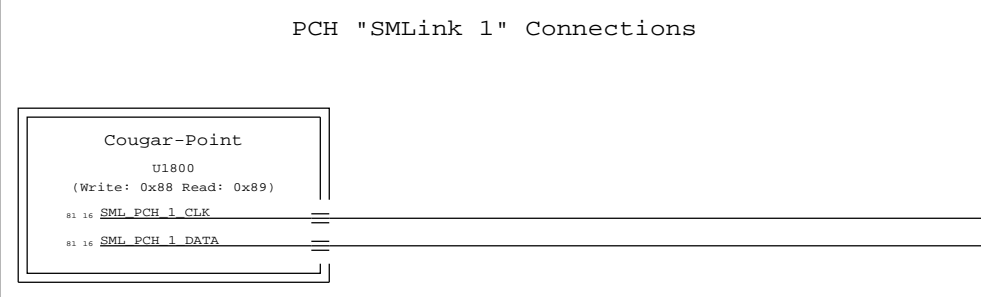 PCH "SMLink 1" Connections
Cougar-Point
U1800
(Write: 0x88 Read: 0x89)
81 16 SML_PCH_1_CLK
81 16 SML_PCH_1_DATA